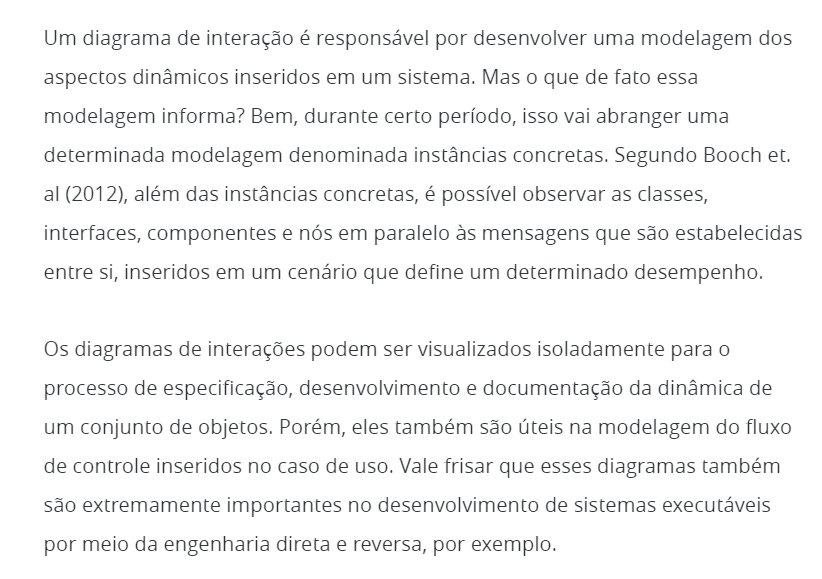 Um diagrama de interação é responsável por desenvolver uma modelagem dos
aspectos dinâmicos inseridos em um sistema. Mas o que de fato essa
modelagem informa? Bem, durante certo período, isso vai abranger uma
determinada modelagem denominada instâncias concretas. Segundo Booch et.
al (2012), além das instâncias concretas, é possível observar as classes,
interfaces, componentes e nós em paralelo às mensagens que são estabelecidas
entre si, inseridos em um cenário que define um determinado desempenho.

Os diagramas de interações podem ser visualizados isoladamente para o
processo de especificação, desenvolvimento e documentação da dinâmica de
um conjunto de objetos. Porém, eles também são úteis na modelagem do fluxo
de controle inseridos no caso de uso. Vale frisar que esses diagramas também
são extremamente importantes no desenvolvimento de sistemas executáveis
por meio da engenharia direta e reversa, por exemplo.